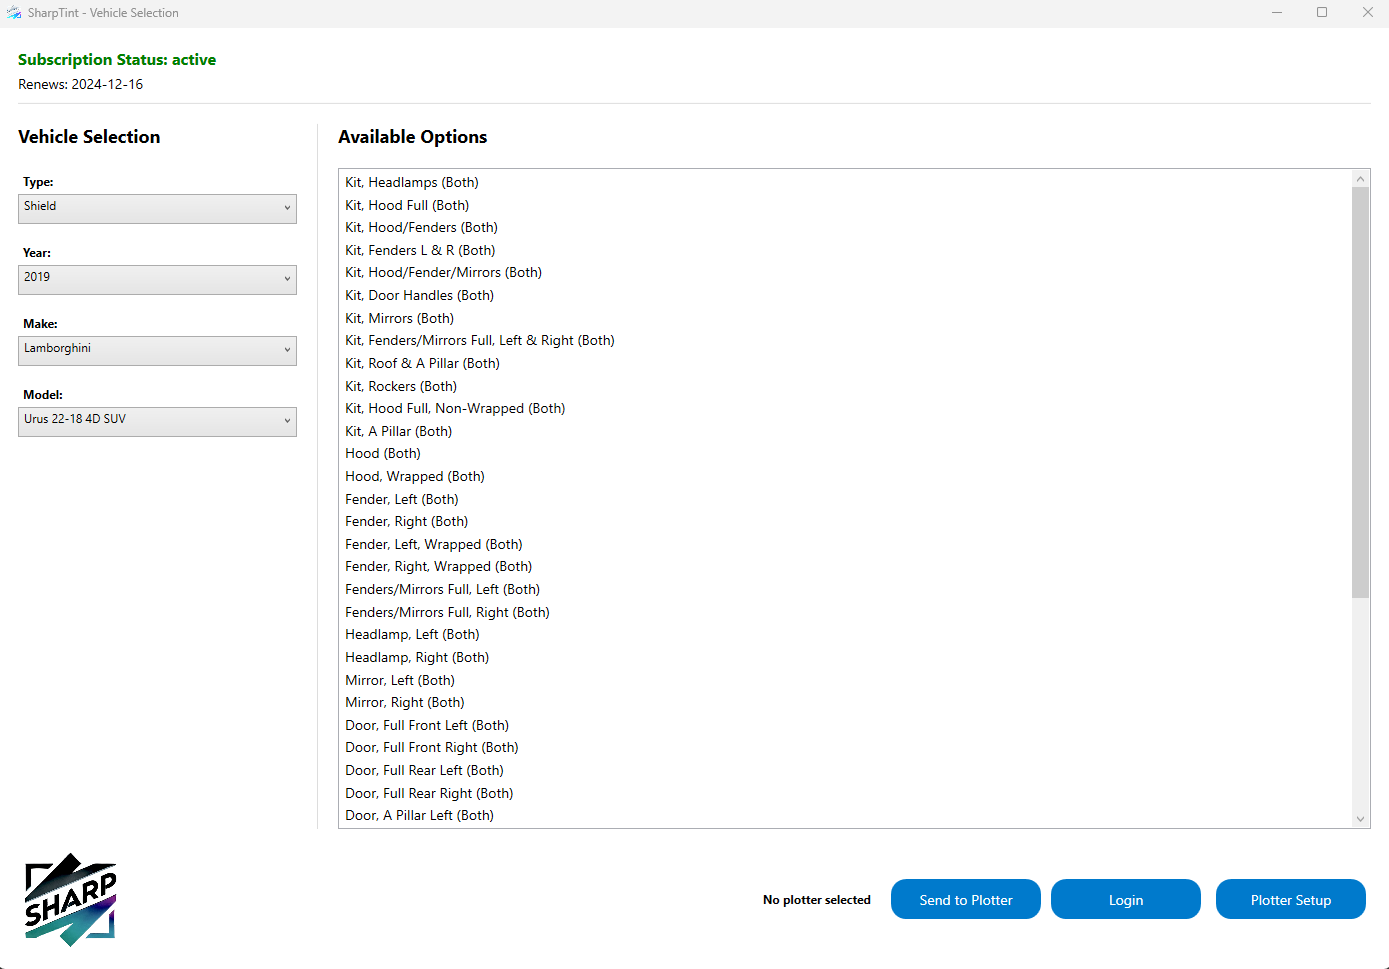 SharpTint - Vehicle Selection
Subscription Status: active
Renews: 2024-12-16
Vehicle Selection
Type:
Shield
Year:
2019
Make:
Lamborghini
Model:
Urus 22-18 4D SUV
Available Options
Kit, Headlamps (Both)
Kit, Hood Full (Both)
Kit, Hood/Fenders (Both)
Kit, Fenders L & R (Both)
Kit, Hood/Fender/Mirrors (Both)
Kit, Door Handles (Both)
Kit, Mirrors (Both)
Kit, Fenders/Mirrors Full, Left & Right (Both)
Kit, Roof & A Pillar (Both)
Kit, Rockers (Both)
Kit, Hood Full, Non-Wrapped (Both)
Kit, A Pillar (Both)
Hood (Both)
Hood, Wrapped (Both)
Fender, Left (Both)
Fender, Right (Both)
Fender, Left, Wrapped (Both)
Fender, Right, Wrapped (Both)
Fenders/Mirrors Full, Left (Both)
Fenders/Mirrors Full, Right (Both)
Headlamp, Left (Both)
Headlamp, Right (Both)
Mirror, Left (Both)
Mirror, Right (Both)
Door, Full Front Left (Both)
Door, Full Front Right (Both)
Door, Full Rear Left (Both)
Door, Full Rear Right (Both)
Door, A Pillar Left (Both)
SHARP
No plotter selected
Send to Plotter
Login
Plotter Setup